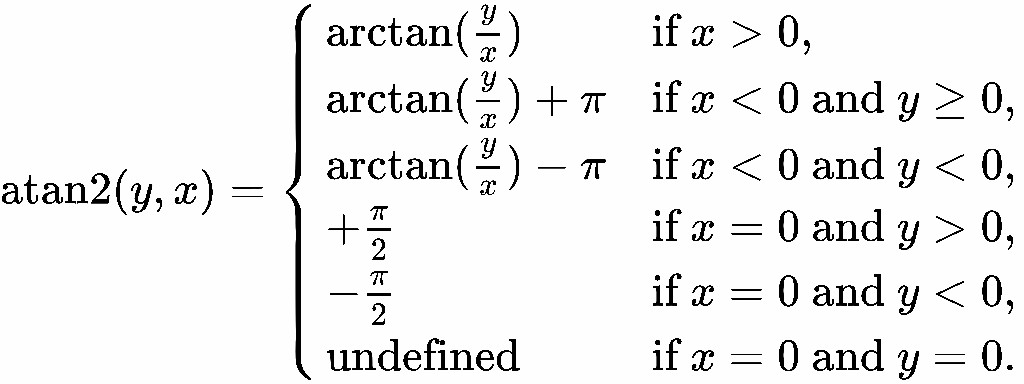 arctan(y/x) if x > 0,
arctan(y/x) + π if x < 0 and y ≥ 0,
arctan(y/x) − π if x < 0 and y < 0,
atan2(y, x) =
+π/2 if x = 0 and y > 0,
−π/2 if x = 0 and y < 0,
undefined if x = 0 and y = 0.